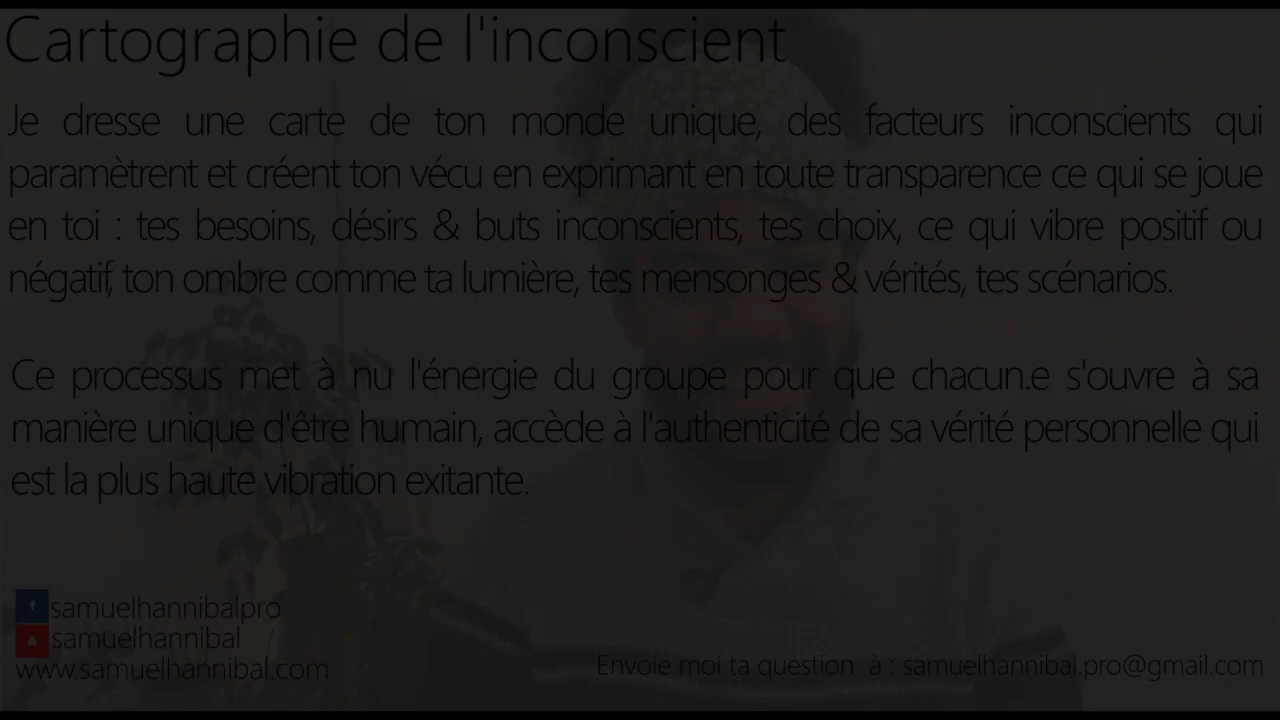 Cartographie de l'inconscient
Je dresse une carte de ton monde unique, des facteurs inconscients qui
paramètrent et créent ton vécu en exprimant en toute transparence ce qui se joue
en toi : tes besoins, désirs & buts inconscients, tes choix, ce qui vibre positif ou
négatif, ton ombre comme ta lumière, tes mensonges & vérités, tes scénarios.
Ce processus met à nu l'énergie du groupe pour que chacun.e s'ouvre à sa
manière unique d'être humain, accède à l'authenticité de sa vérité personnelle qui
est la plus haute vibration exitante.
samuelhannibalpro
samuelhannibal
www.samuelhannibal.com
Envoie moi ta question à : samuelhannibal.pro@gmail.com